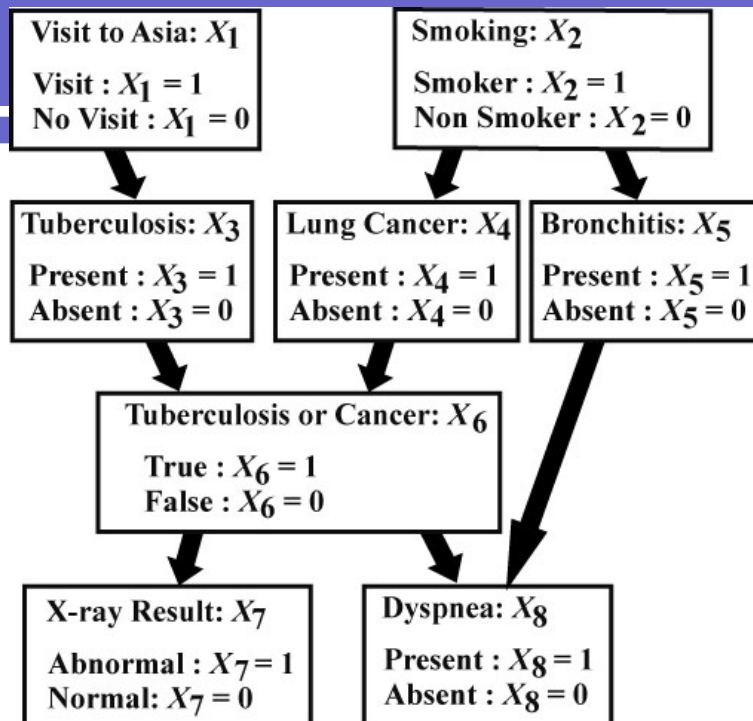 Visit to Asia: X1
Visit : X1 = 1
No Visit : X1 = 0
Smoking: X2
Smoker : X2 = 1
Non Smoker : X2 = 0
Tuberculosis: X3
Present : X3 = 1
Absent : X3 = 0
Lung Cancer: X4
Present : X4 = 1
Absent : X4 = 0
Bronchitis: X5
Present : X5 = 1
Absent : X5 = 0
Tuberculosis or Cancer: X6
True : X6 = 1
False : X6 = 0
X-ray Result: X7
Abnormal : X7 = 1
Normal: X7 = 0
Dyspnea: X8
Present : X8 = 1
Absent : X8 = 0